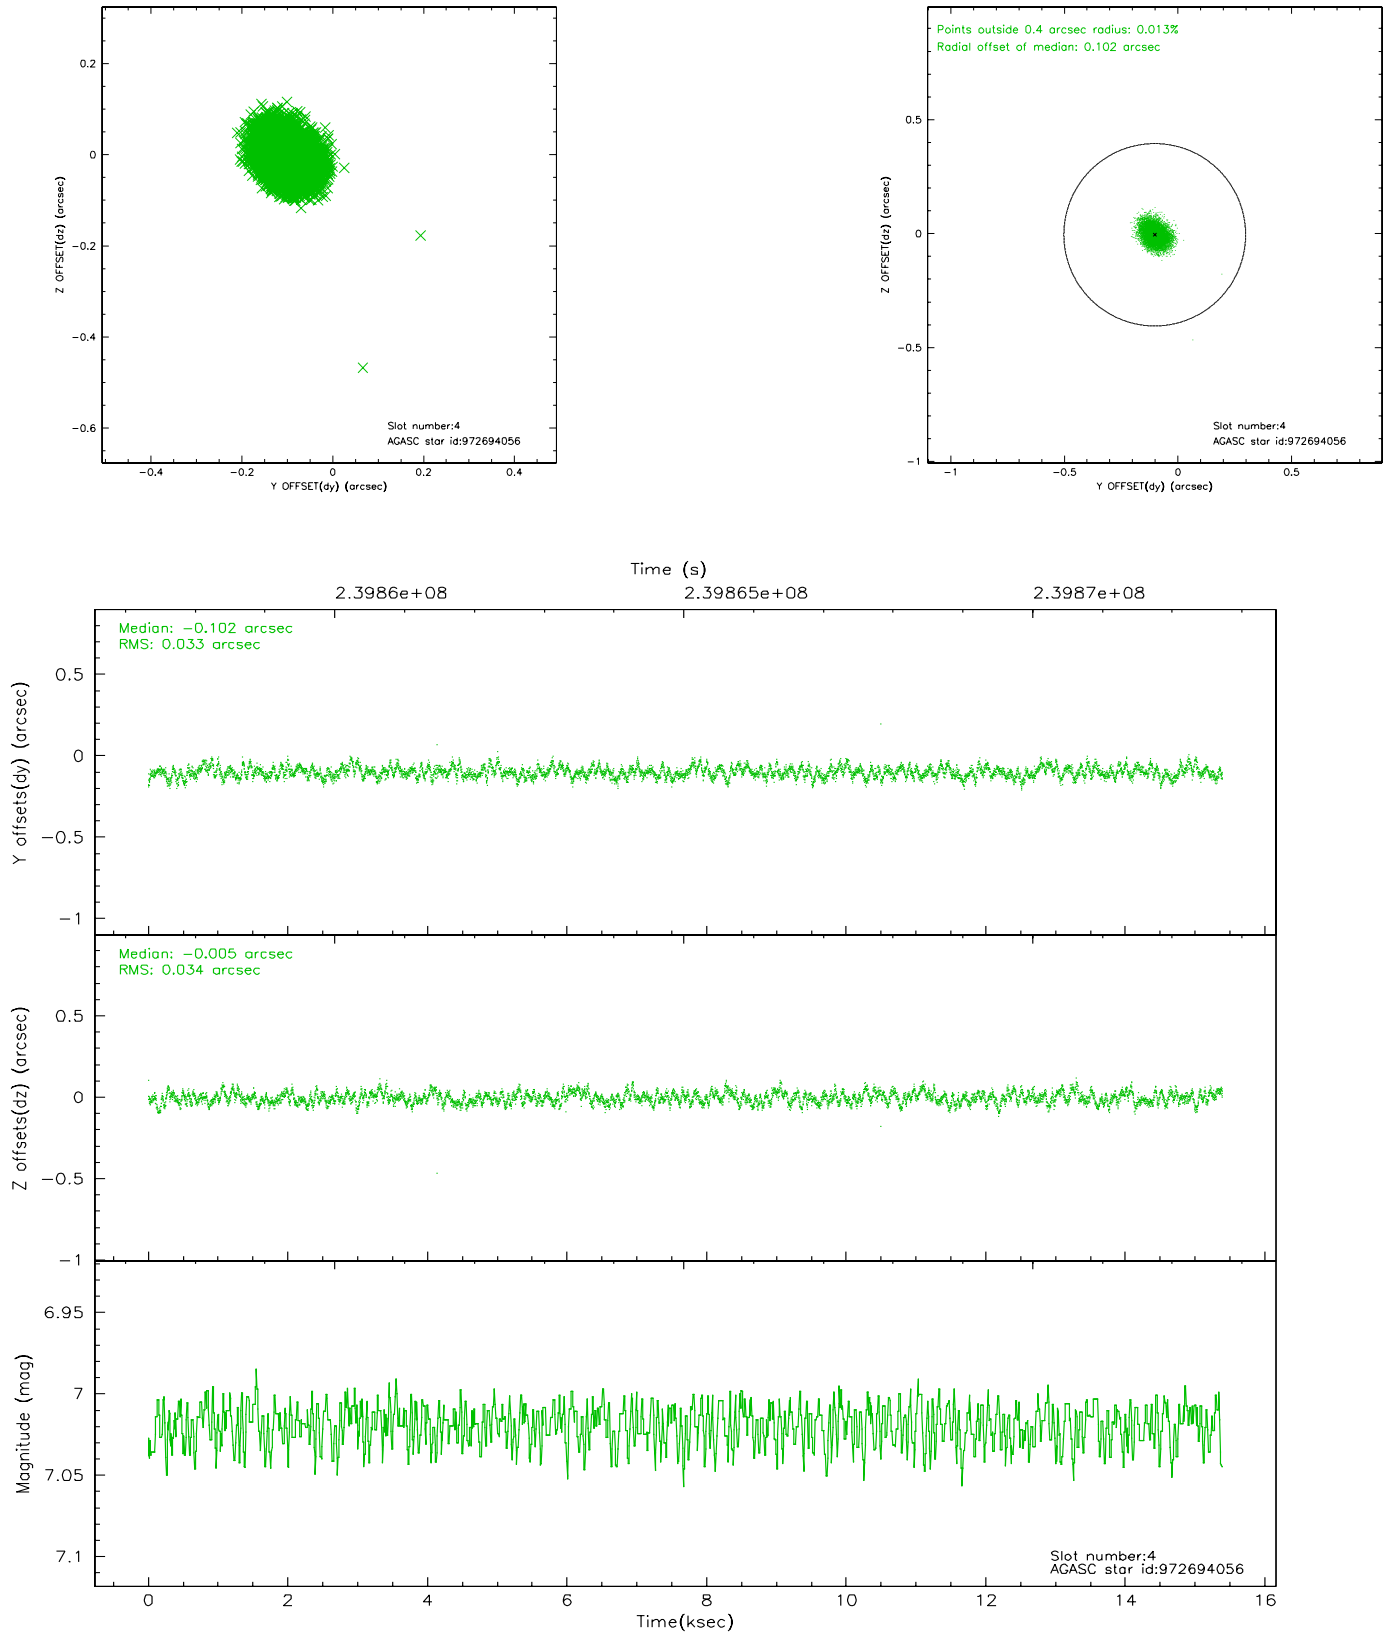 0.2
0
−0.2
−0.4
−0.6
Z OFFSET(dz) (arcsec)
Slot number:4
AGASC star id:972694056
−0.4 −0.2 0 0.2 0.4
Y OFFSET(dy) (arcsec)
Points outside 0.4 arcsec radius: 0.013%
Radial offset of median: 0.102 arcsec
0.5
0
−0.5
−1
Z OFFSET(dz) (arcsec)
Slot number:4
AGASC star id:972694056
−1 −0.5 0 0.5
Y OFFSET(dy) (arcsec)
Time (s)
2.3986e+08 2.39865e+08 2.3987e+08
Median: −0.102 arcsec
RMS: 0.033 arcsec
0.5
0
−0.5
−1
Y offsets(dy) (arcsec)
Median: −0.005 arcsec
RMS: 0.034 arcsec
0.5
0
−0.5
−1
Z offsets(dz) (arcsec)
6.95
7
7.05
7.1
Magnitude (mag)
Slot number:4
AGASC star id:972694056
0 2 4 6 8 10 12 14 16
Time(ksec)